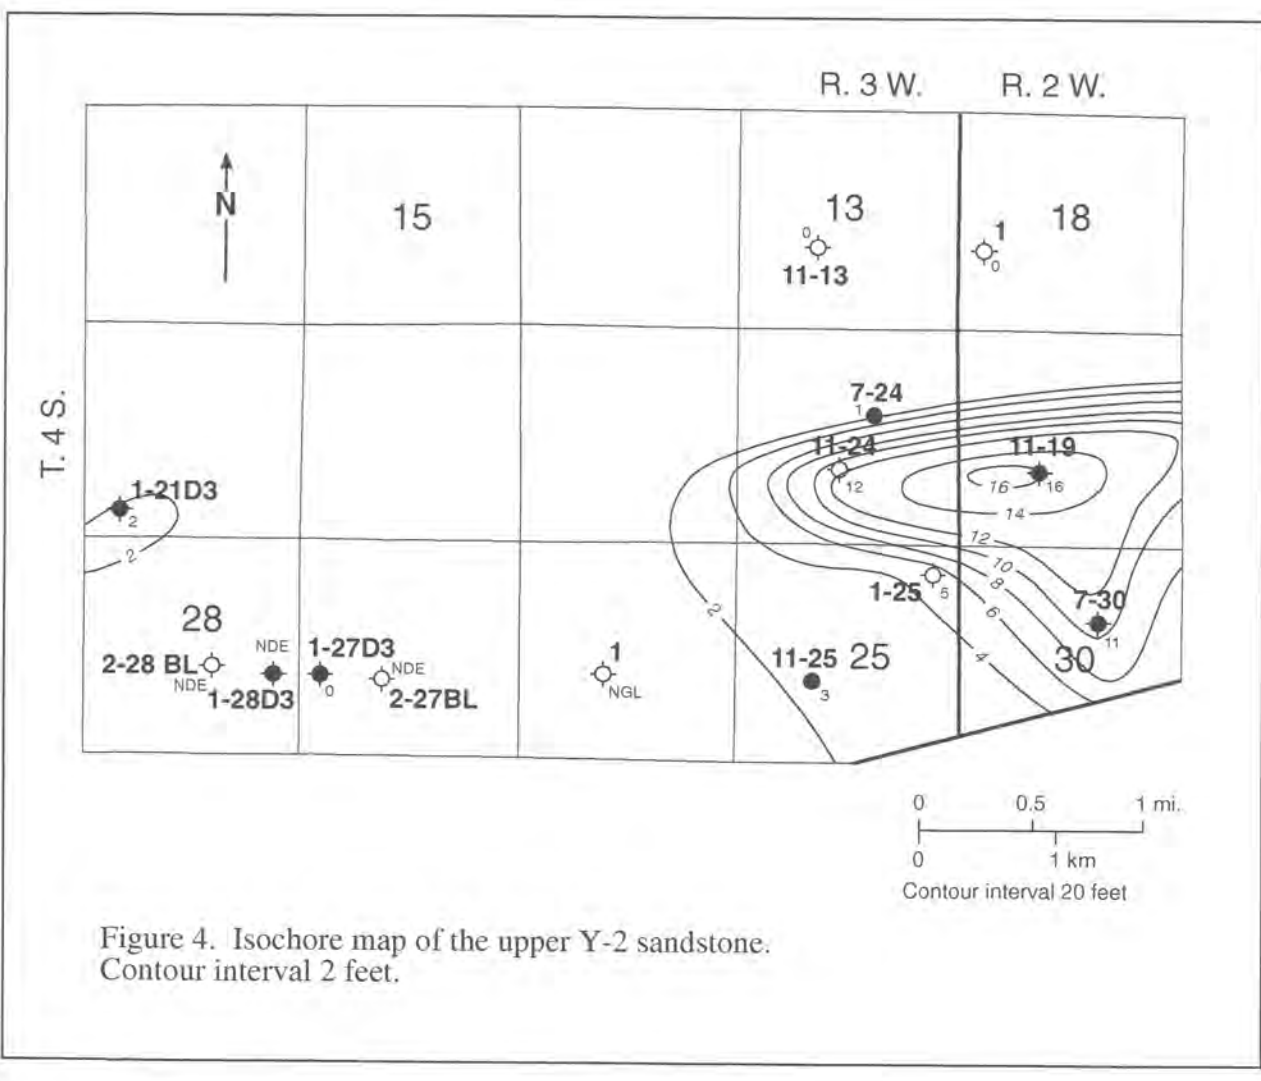 R. 3 W. R. 2 W.
N
15
13
18
0
1
0
11-13
T. 4 S.
7-24
1
11-24
12
11-19
16
16
14
1-21D3
2
2
12
10
8
6
4
2
1-25
5
7-30
11
28
NDE
1-27D3
0
2-28 BL
NDE
1-28D3
NDE
2-27BL
1
NGL
11-25
3
25
30
0 0.5 1 mi.
0 1 km
Contour interval 20 feet
Figure 4. Isochore map of the upper Y-2 sandstone.
Contour interval 2 feet.